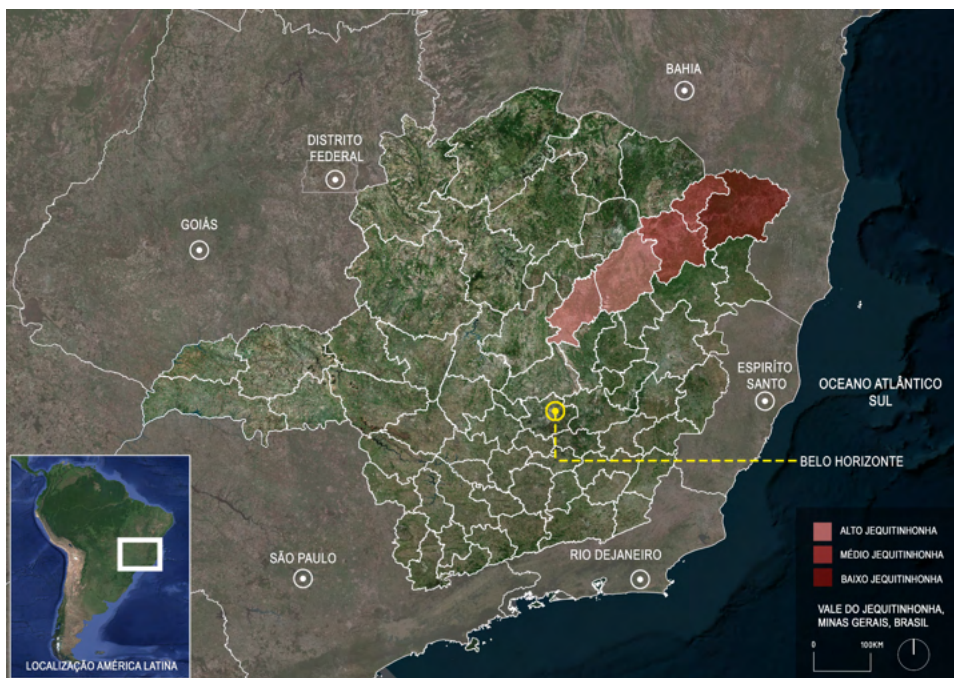 BAHIA
DISTRITO
FEDERAL
GOIÁS
ESPIRÍTO
SANTO
OCEANO ATLÂNTICO
SUL
BELO HORIZONTE
SÃO PAULO
RIO DEJANEIRO
LOCALIZAÇÃO AMÉRICA LATINA
ALTO JEQUITINHONHA
MÉDIO JEQUITINHONHA
BAIXO JEQUITINHONHA
VALE DO JEQUITINHONHA,
MINAS GERAIS, BRASIL
0 100KM